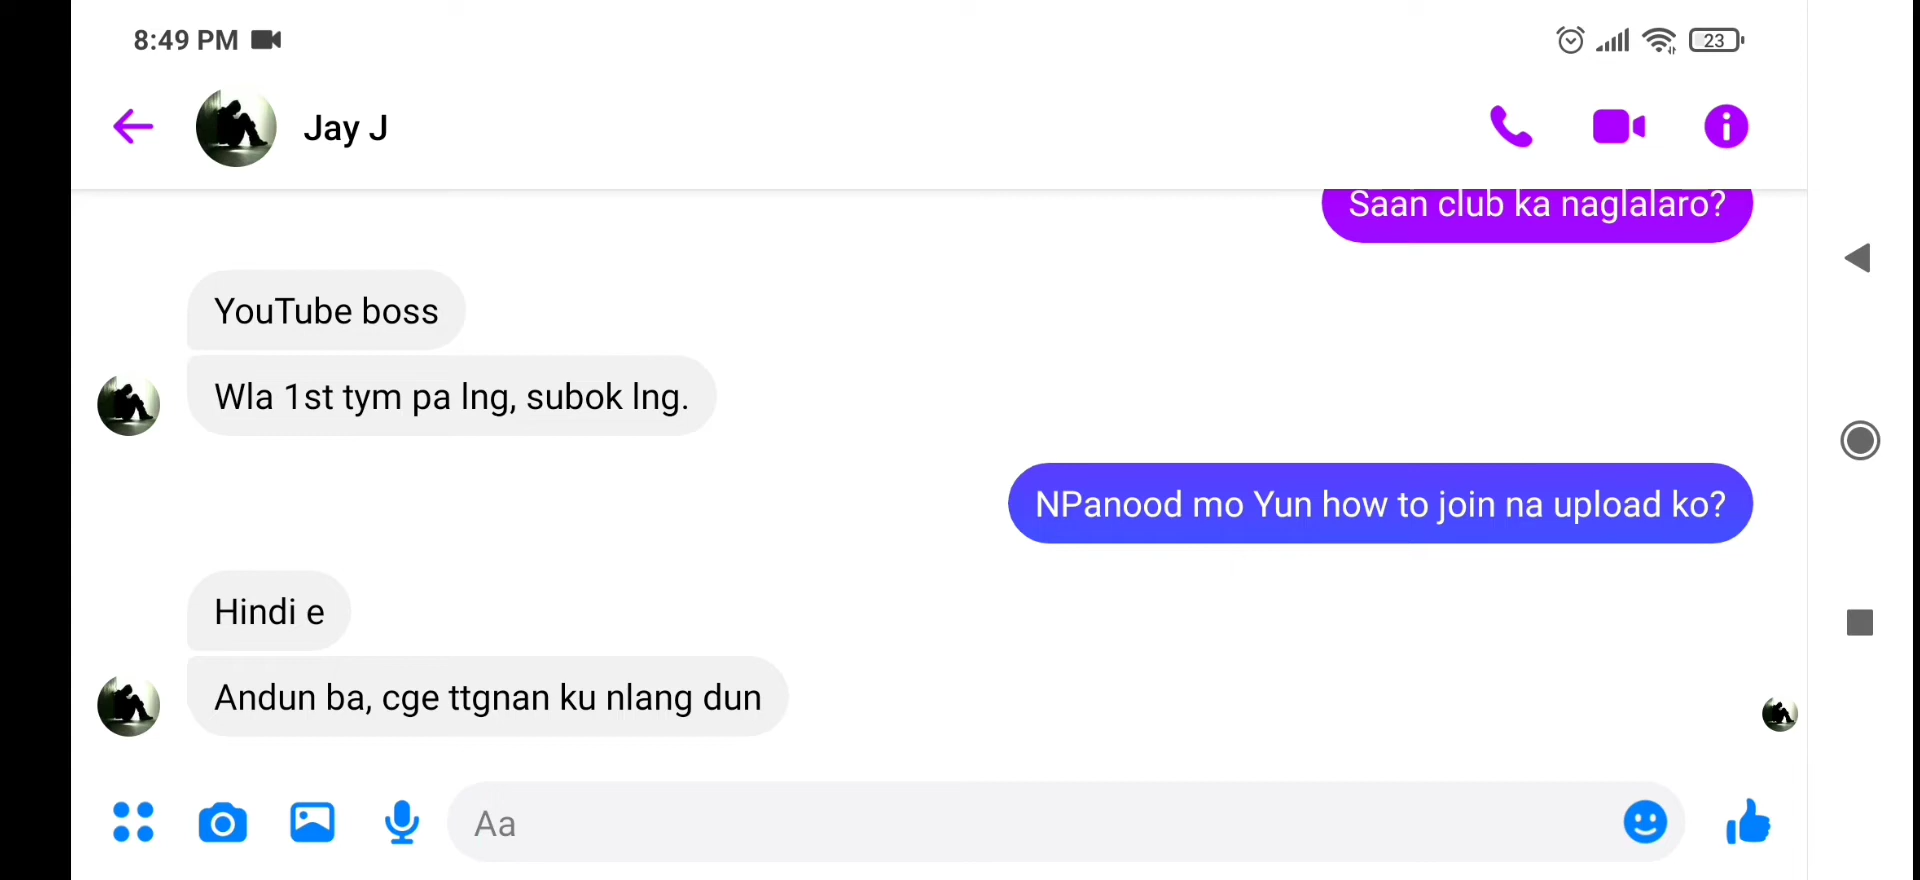 8:49 PM
23
Jay J
Saan club ka naglalaro?
YouTube boss
Wla 1st tym pa lng, subok lng.
NPanood mo Yun how to join na upload ko?
Hindi e
Andun ba, cge ttgnan ku nlang dun
Aa